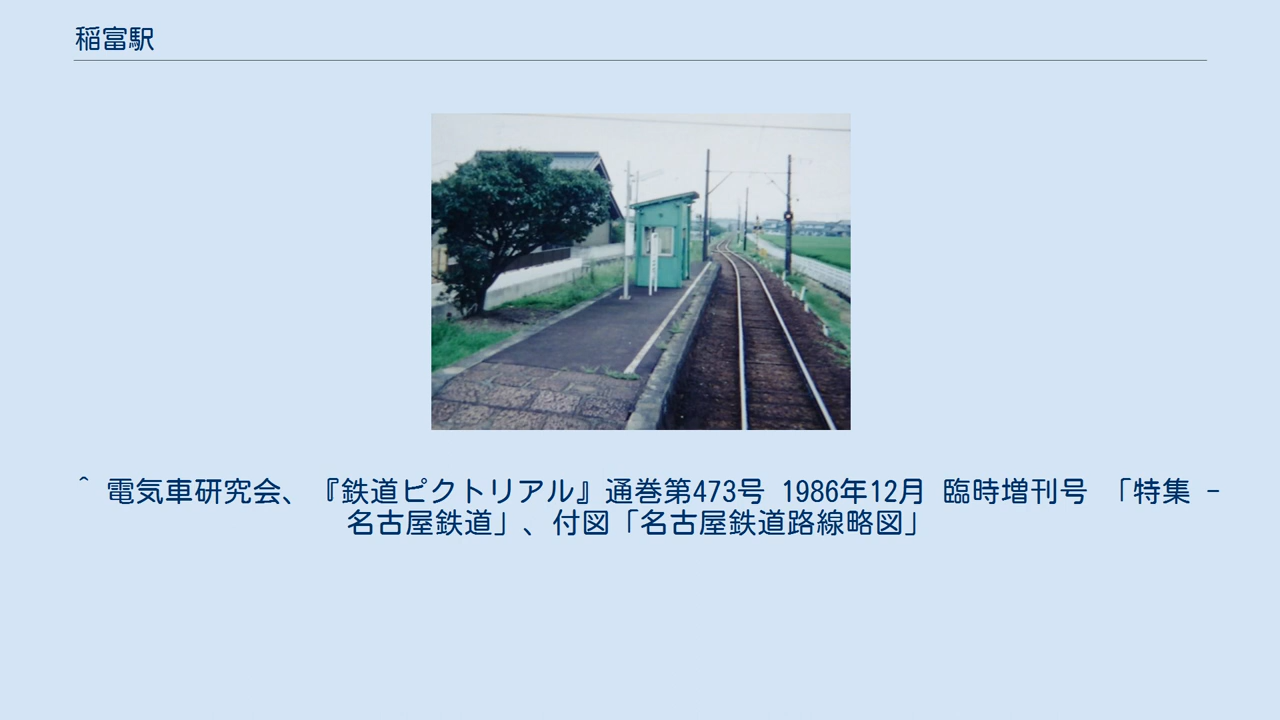 稲富駅
^ 電気車研究会、『鉄道ピクトリアル』通巻第473号 1986年12月 臨時増刊号 「特集 -
名古屋鉄道」、付図「名古屋鉄道路線略図」